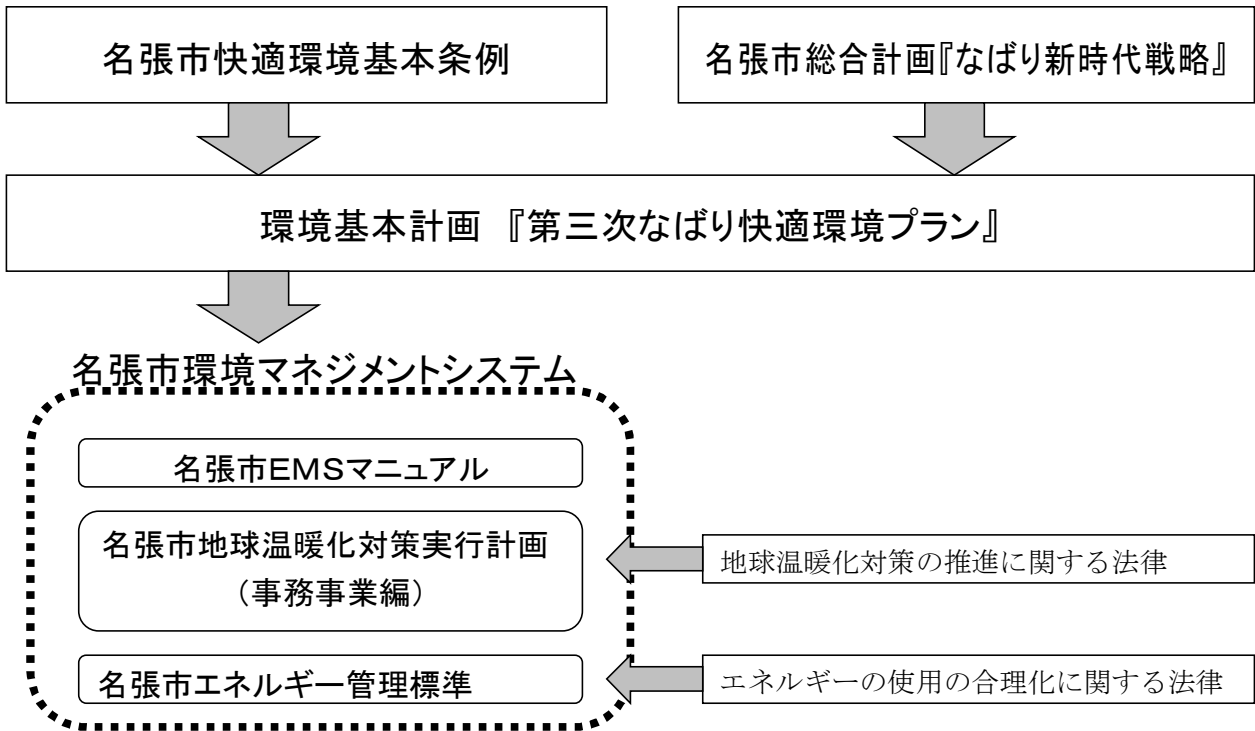 名張市快適環境基本条例
名張市総合計画『なばり新時代戦略』
環境基本計画 『第三次なばり快適環境プラン』
名張市環境マネジメントシステム
名張市EMSマニュアル
名張市地球温暖化対策実行計画
（事務事業編）
地球温暖化対策の推進に関する法律
名張市エネルギー管理標準
エネルギーの使用の合理化に関する法律